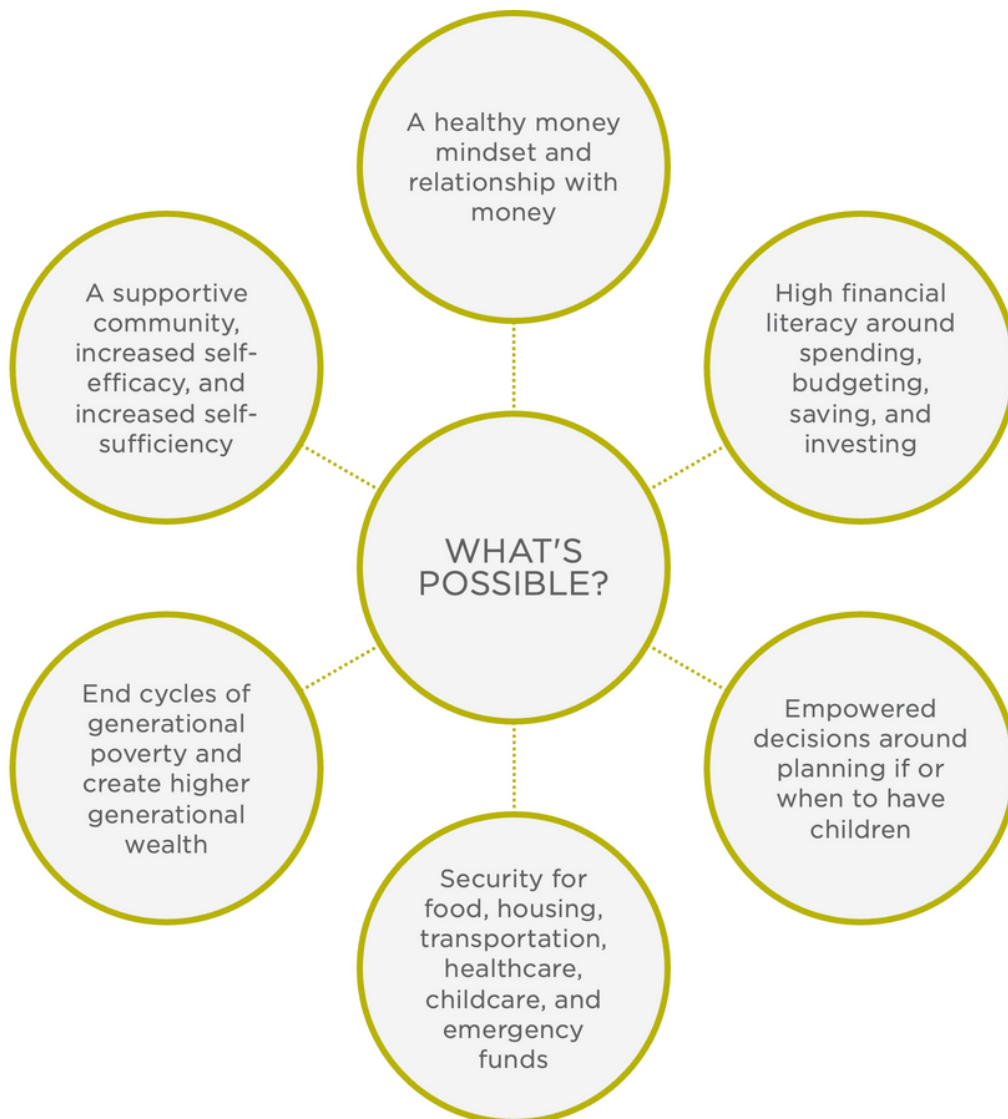 A healthy money
mindset and
relationship with
money
High financial
literacy around
spending,
budgeting,
saving, and
investing
Empowered
decisions around
planning if or
when to have
children
Security for
food, housing,
transportation,
healthcare,
childcare, and
emergency
funds
End cycles of
generational
poverty and
create higher
generational
wealth
A supportive
community,
increased self-
efficacy, and
increased self-
sufficiency
WHAT'S
POSSIBLE?